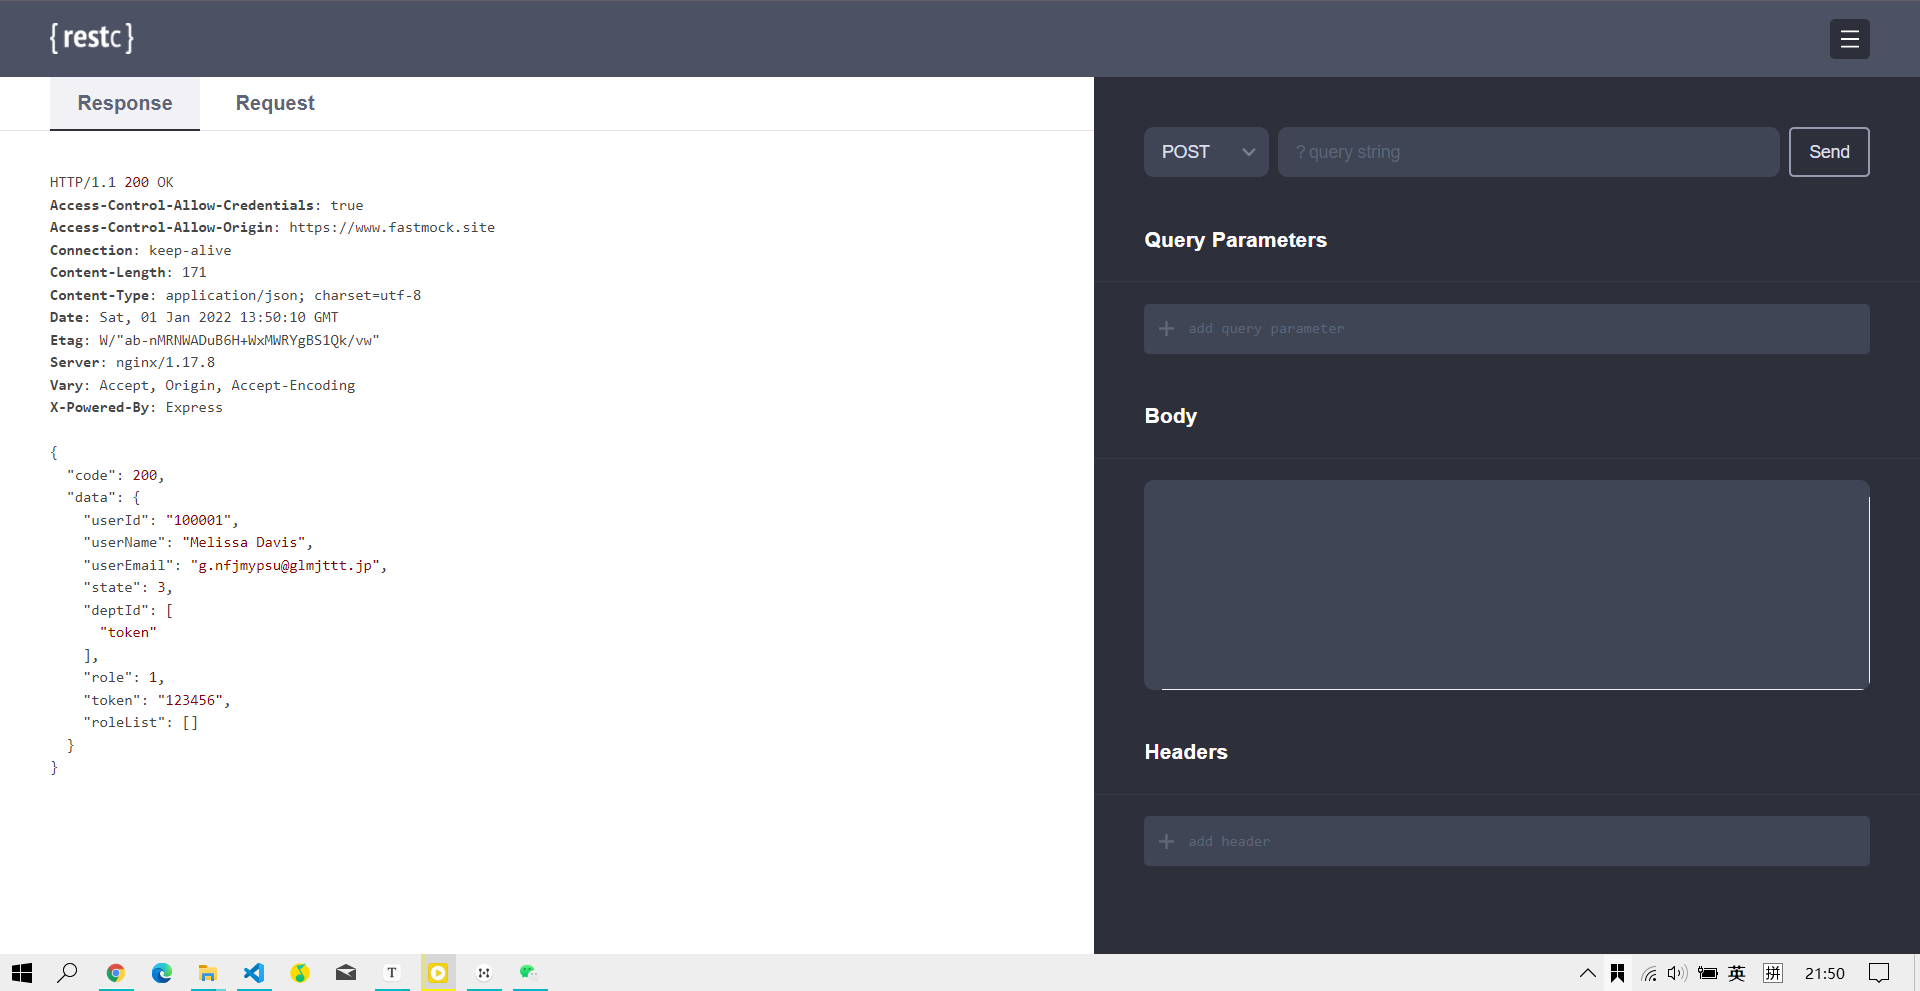 {restc}
Response Request
HTTP/1.1 200 OK
Access-Control-Allow-Credentials: true
Access-Control-Allow-Origin: https://www.fastmock.site
Connection: keep-alive
Content-Length: 171
Content-Type: application/json; charset=utf-8
Date: Sat, 01 Jan 2022 13:50:10 GMT
Etag: W/"ab-nMRNWADuB6H+WxMWRYgBS1Qk/vw"
Server: nginx/1.17.8
Vary: Accept, Origin, Accept-Encoding
X-Powered-By: Express
{
  "code": 200,
  "data": {
    "userId": "100001",
    "userName": "Melissa Davis",
    "userEmail": "g.nfjmypsu@glmjttt.jp",
    "state": 3,
    "deptId": [
      "token"
    ],
    "role": 1,
    "token": "123456",
    "roleList": []
  }
}
POST ? query string Send
Query Parameters
+ add query parameter
Body
Headers
+ add header
T 英 拼 21:50